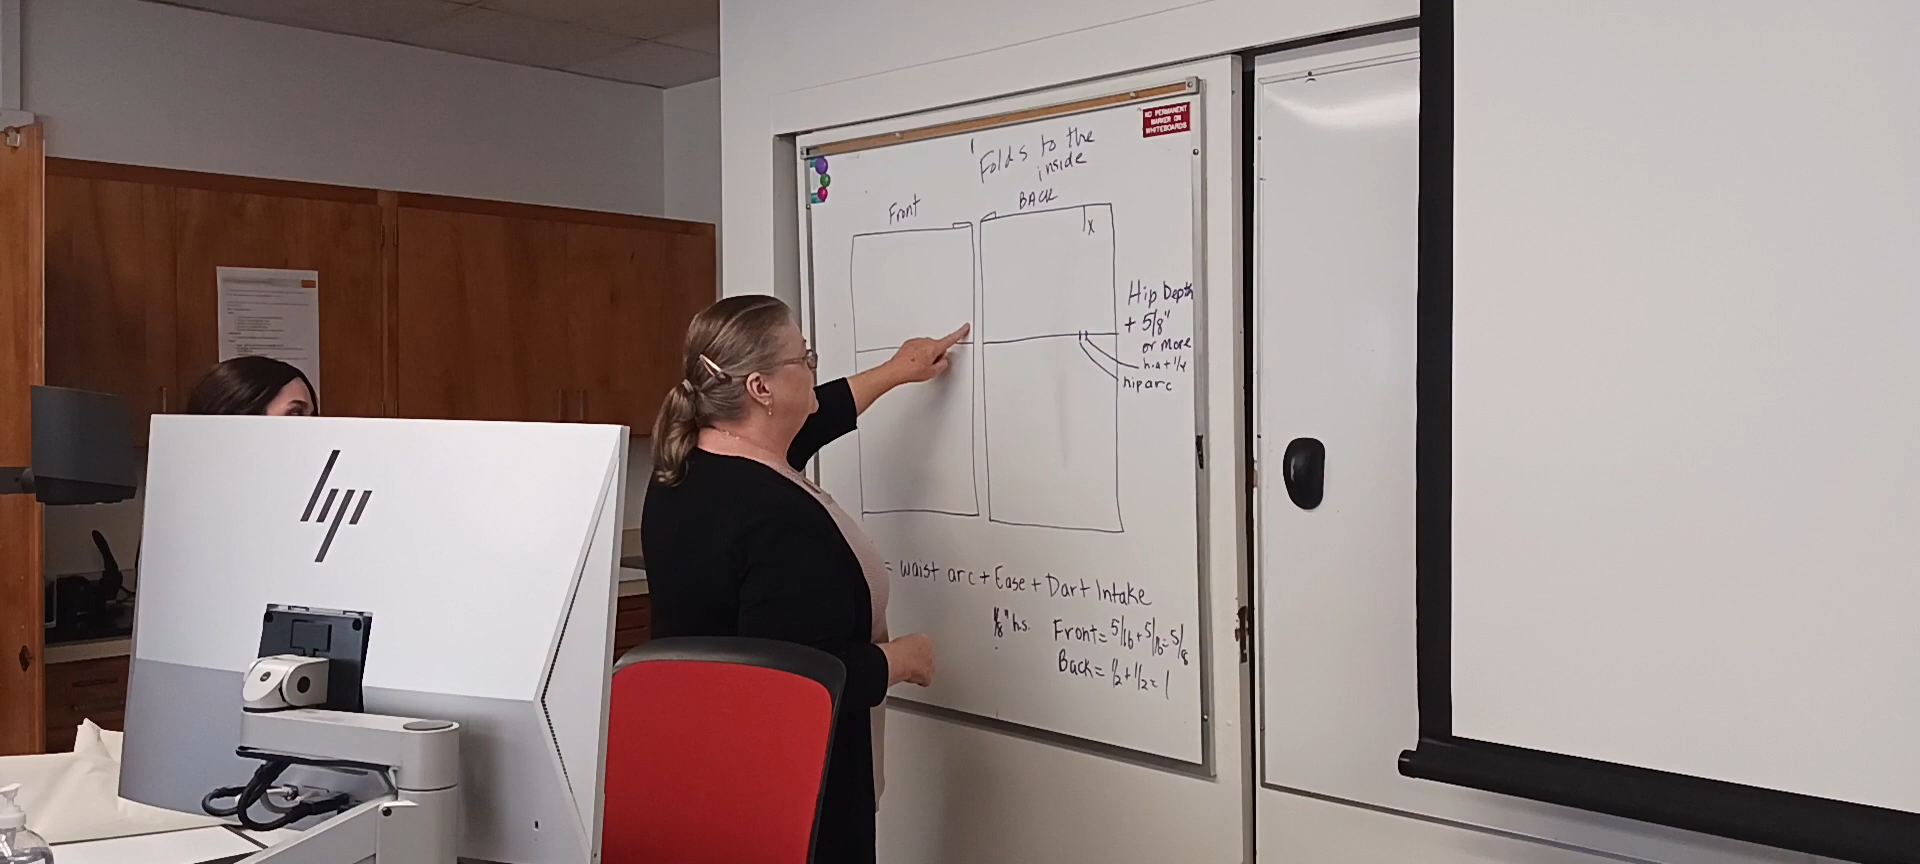 NO PERMANENT
MARKER ON
WHITEBOARDS
Folds to the
inside
Front
BACK
x
Hip Depth
+ 5/8"
or more
h.a + 1/4
hip arc
= waist arc + Ease + Dart Intake
1/8" h.s.
Front = 5/16 + 5/16 = 5/8
Back = 1/2 + 1/2 = 1
hp